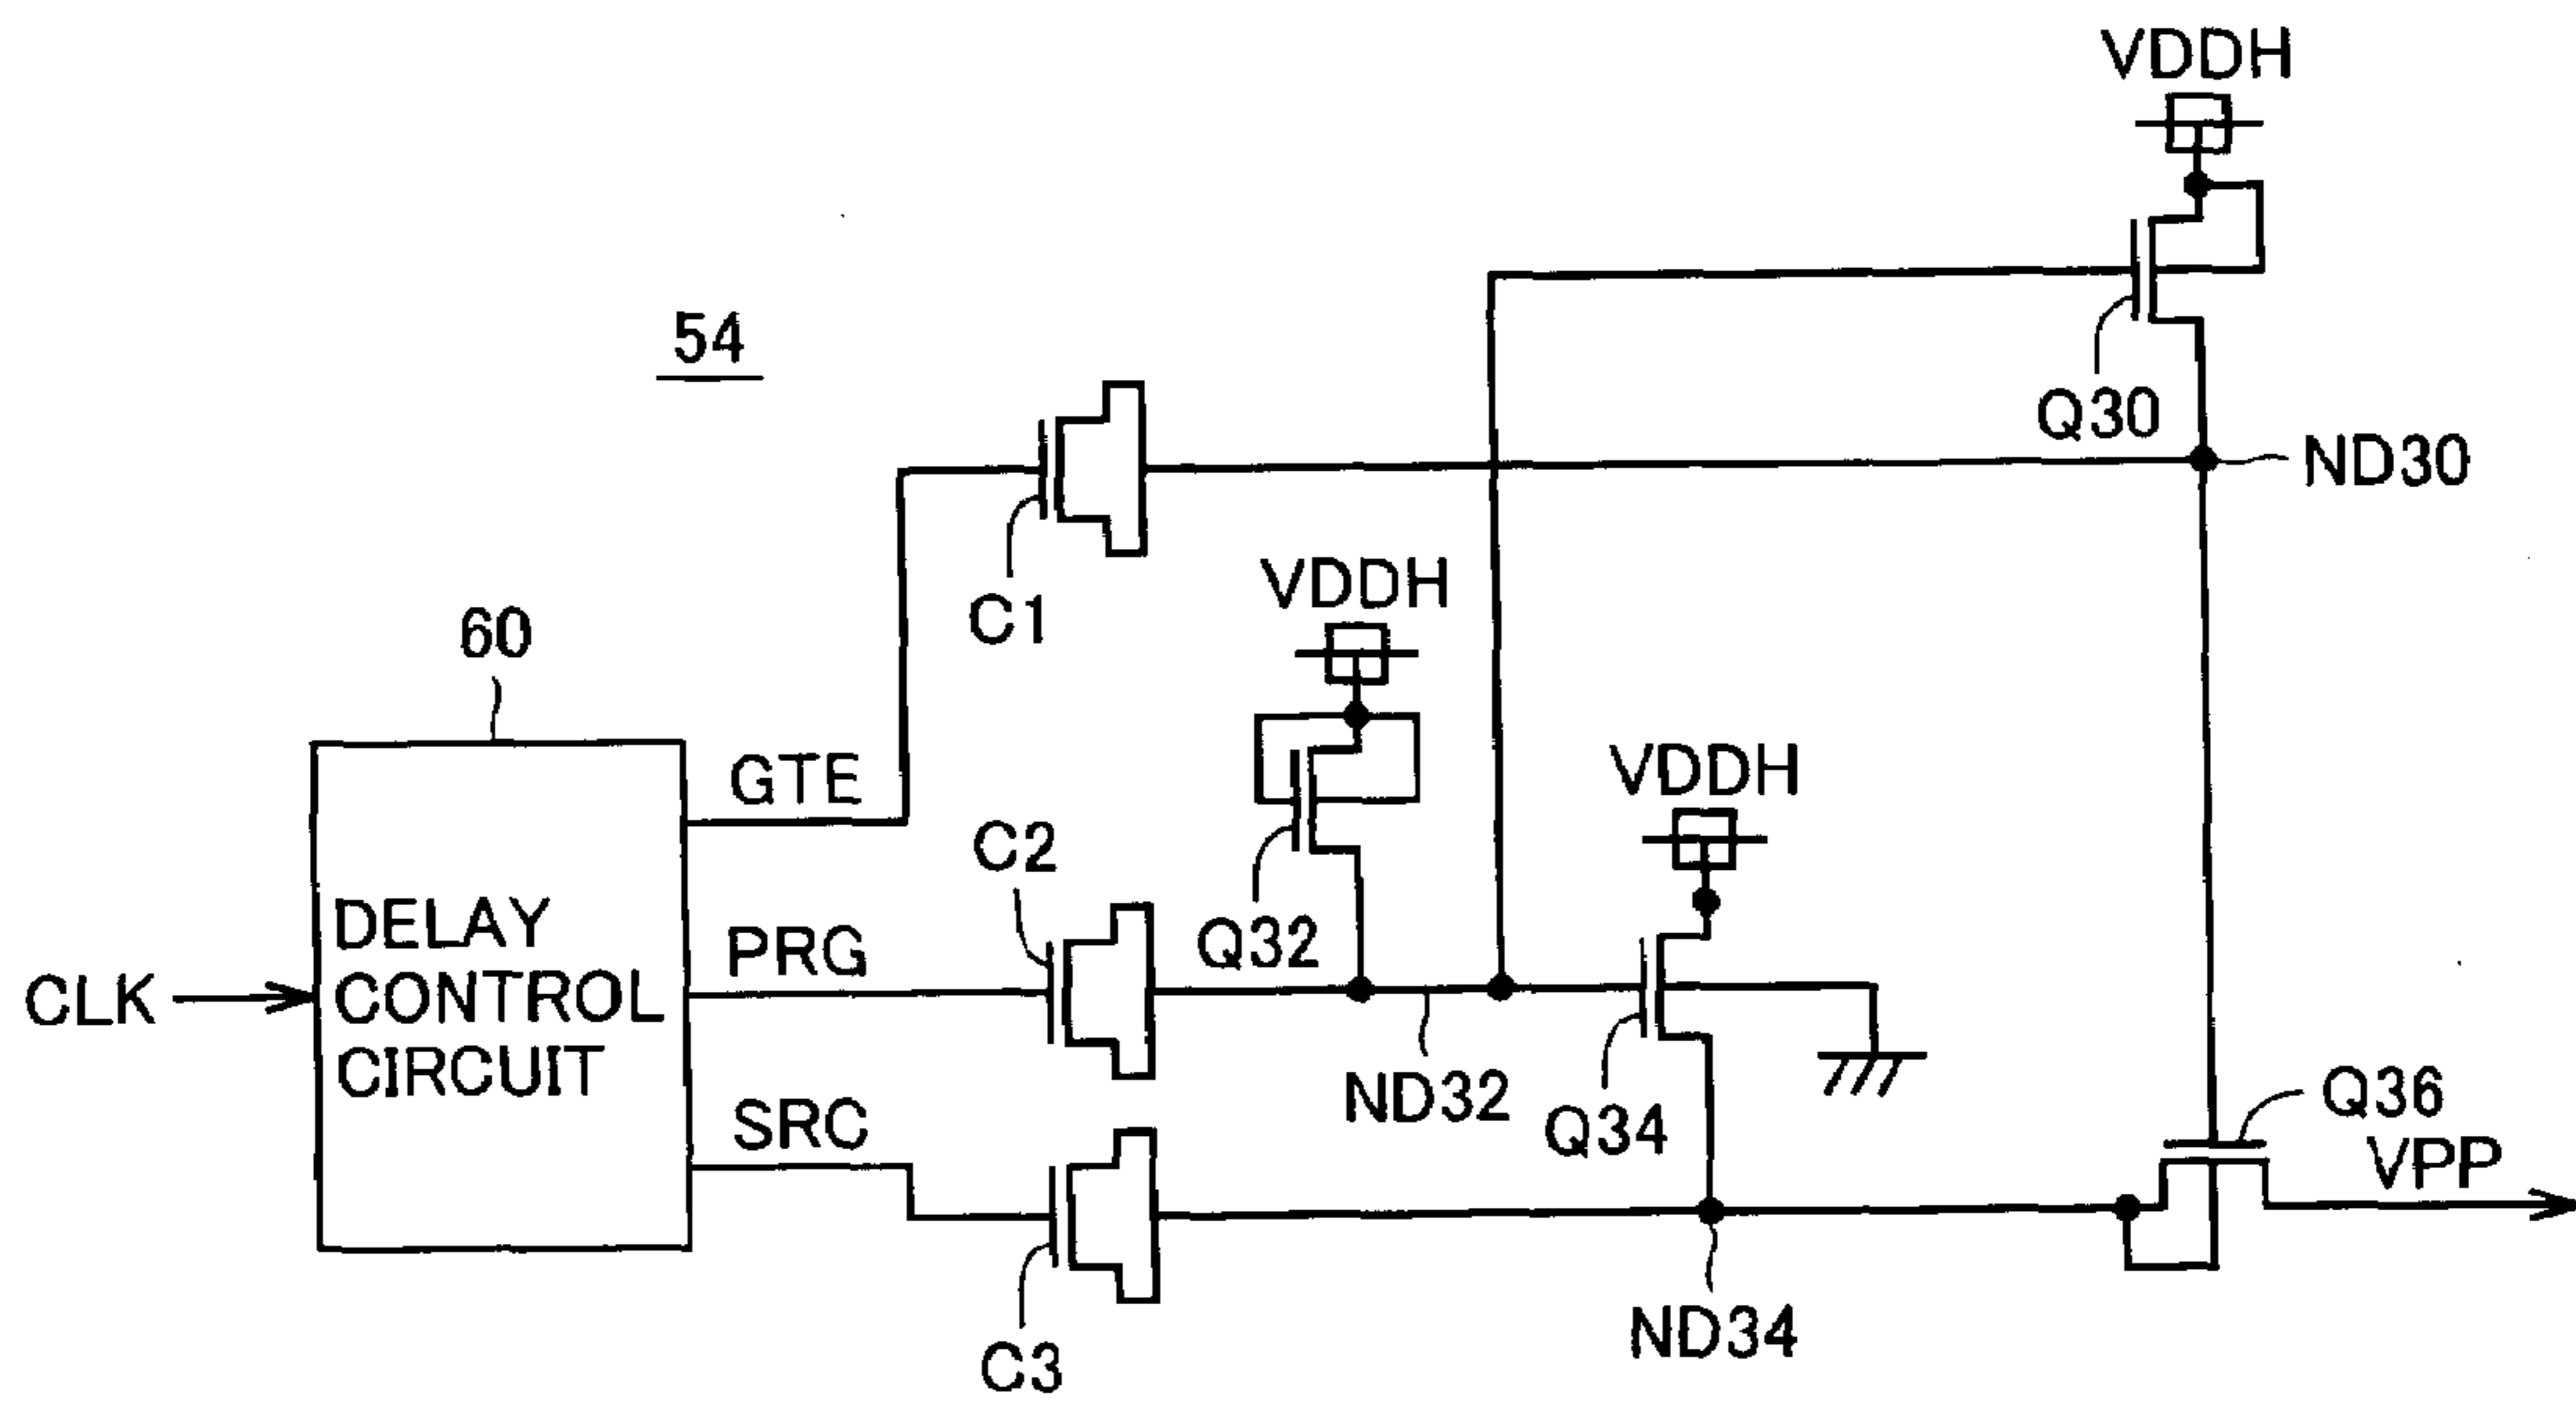 VDDH
54
Q30
ND30
C1
VDDH
60
GTE
C2
VDDH
Q32
PRG
DELAY
CONTROL
CIRCUIT
CLK
ND32
Q34
Q36
SRC
VPP
C3
ND34